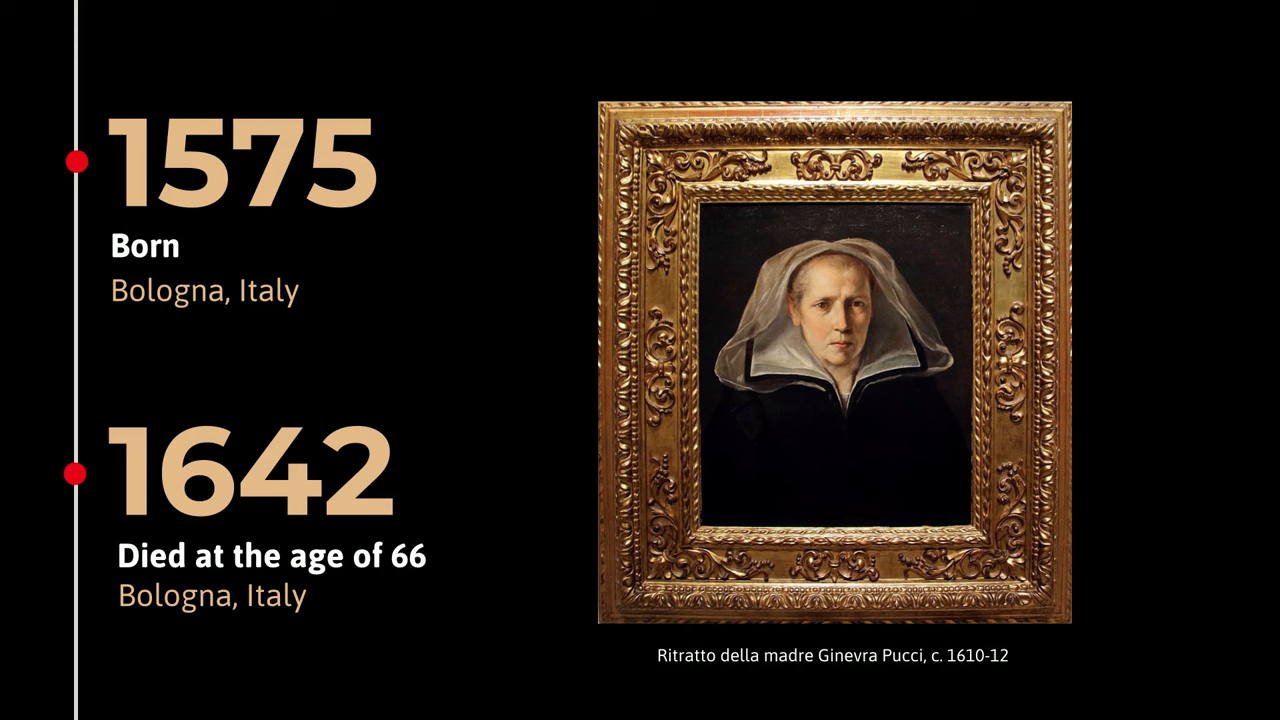 1575
Born
Bologna, Italy
1642
Died at the age of 66
Bologna, Italy
Ritratto della madre Ginevra Pucci, c. 1610-12